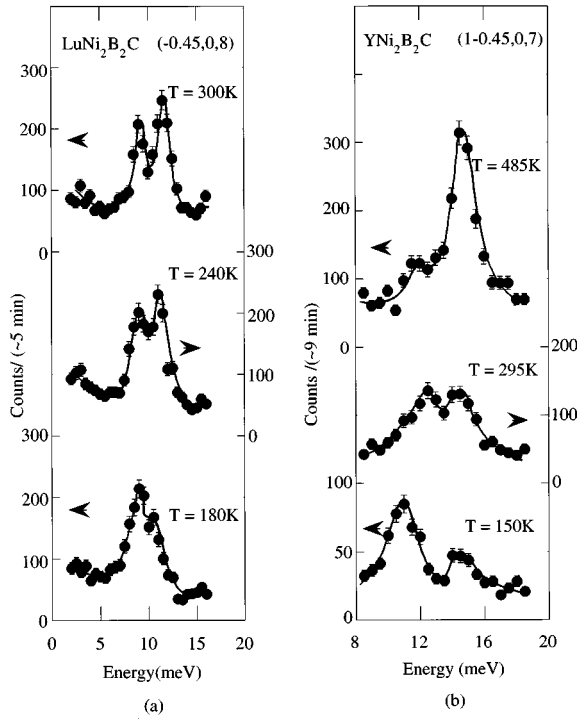 LuNi₂B₂C (-0.45,0,8)
300
T = 300K
200
100
0
300
T = 240K
200
100
0
300
T = 180K
200
100
0
0 5 10 15 20
Counts/ (~5 min)
Energy(meV)
(a)
YNi₂B₂C (1-0.45,0,7)
300
T = 485K
200
100
0
200
T = 295K
100
0
100
T = 150K
50
0
8 12 16 20
Counts /(~9 min)
Energy (meV)
(b)